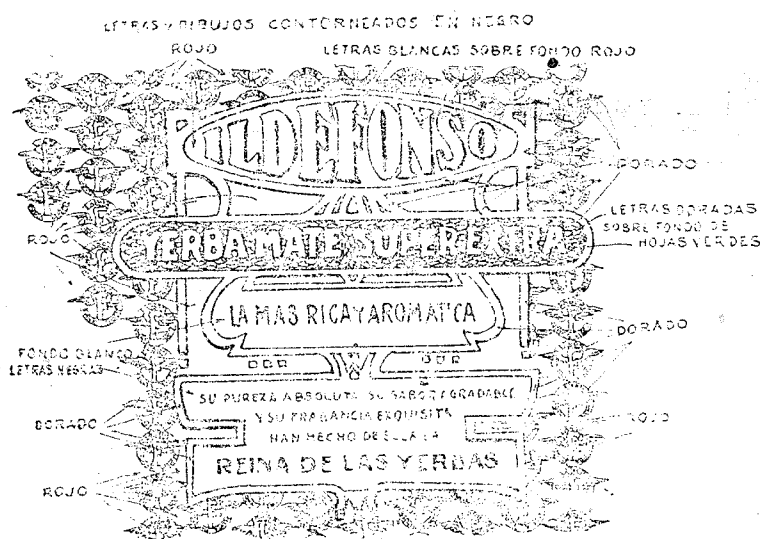 LETRAS Y DIBUJOS CONTORNEADOS EN NEGRO
ROJO
LETRAS BLANCAS SOBRE FONDO ROJO
ILDEFONSO
DORADO
LETRAS DORADAS
SOBRE FONDO DE
HOJAS VERDES
ROJO
YERBA MATE SUPEREXTRA
LA MAS RICA Y AROMATICA
DORADO
FONDO BLANCO
LETRAS NEGRAS
SU PUREZA ABSOLUTA SU SABOR AGRADABLE
Y SU FRAGANCIA EXQUISITA
HAN HECHO DE ELLA LA
DORADO
ROJO
REINA DE LAS YERBAS
ROJO